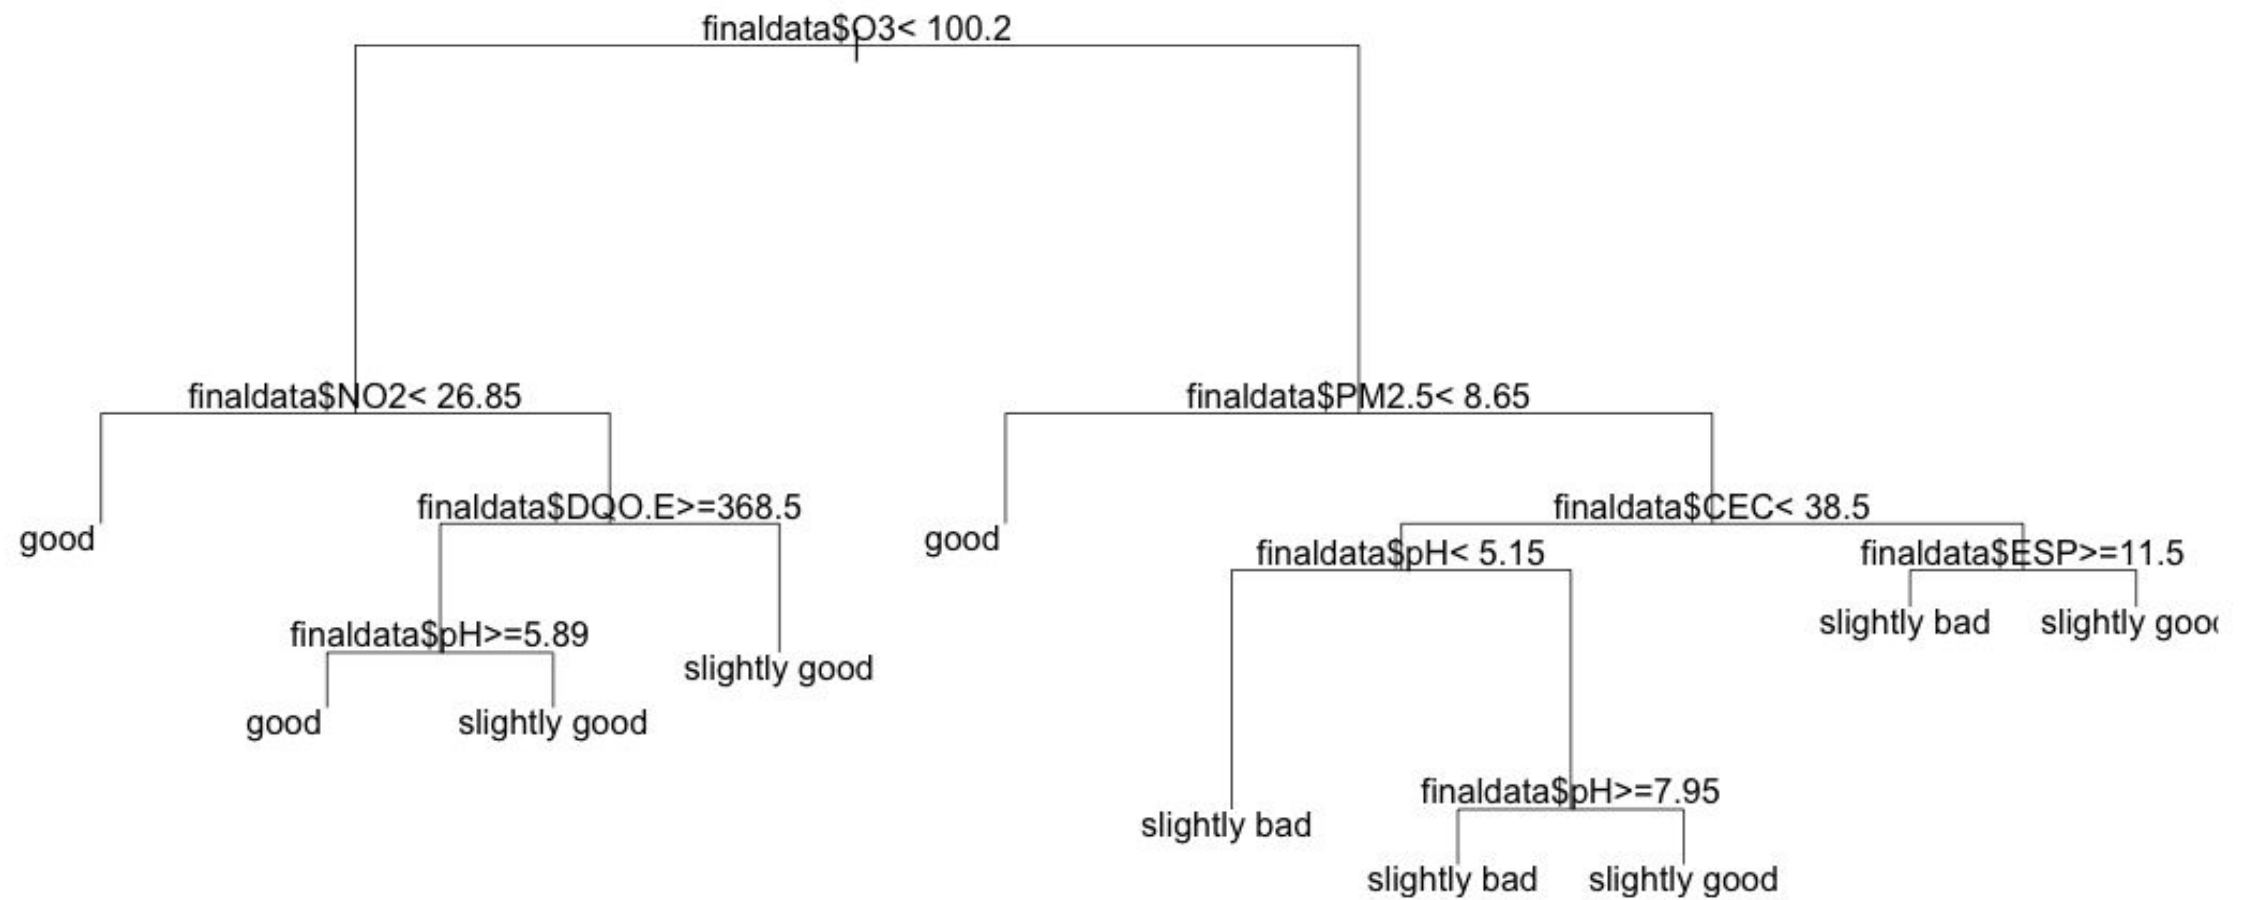 finaldata$O3< 100.2
finaldata$NO2< 26.85
finaldata$PM2.5< 8.65
finaldata$DQO.E>=368.5
finaldata$CEC< 38.5
good
good
finaldata$pH< 5.15
finaldata$ESP>=11.5
slightly bad
slightly good
finaldata$pH>=5.89
slightly good
good
slightly good
finaldata$pH>=7.95
slightly bad
slightly bad
slightly good